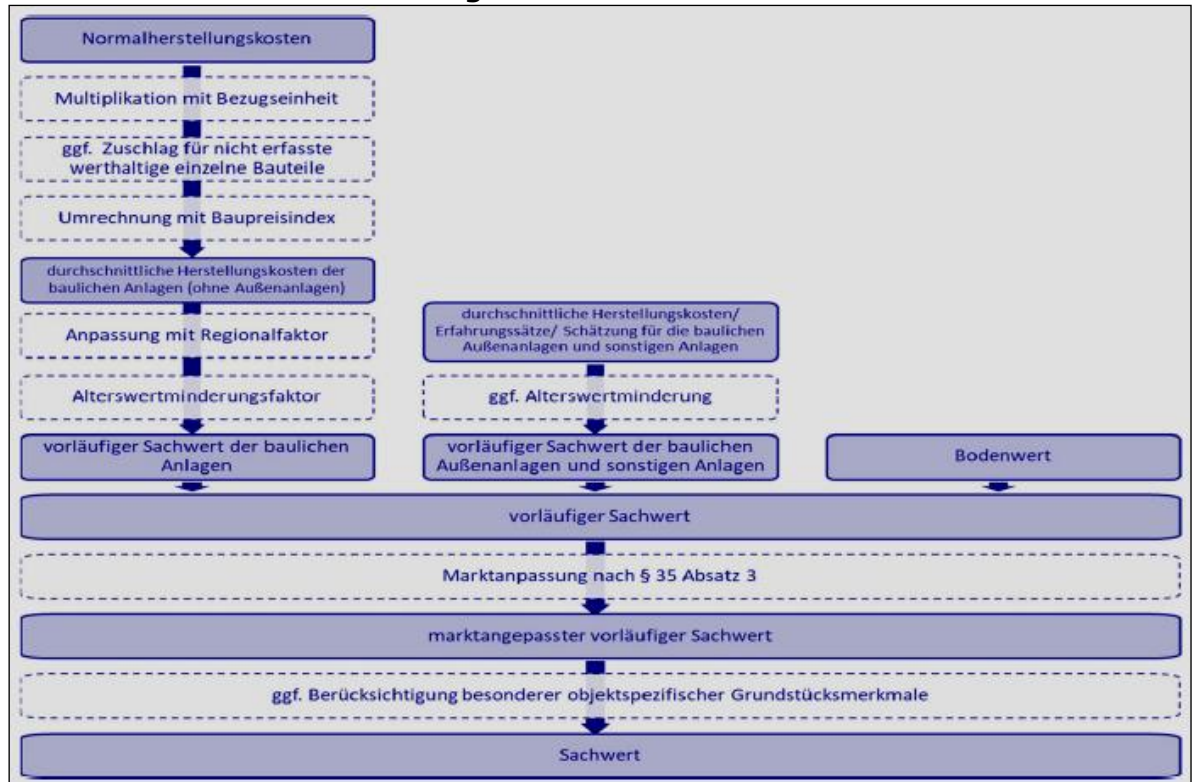 Normalherstellungskosten
Multiplikation mit Bezugseinheit
ggf. Zuschlag für nicht erfasste
werthaltige einzelne Bauteile
Umrechnung mit Baupreisindex
durchschnittliche Herstellungskosten der
baulichen Anlagen (ohne Außenanlagen)
Anpassung mit Regionalfaktor
Alterswertminderungsfaktor
vorläufiger Sachwert der baulichen
Anlagen
durchschnittliche Herstellungskosten/
Erfahrungssätze/ Schätzung für die baulichen
Außenanlagen und sonstigen Anlagen
ggf. Alterswertminderung
vorläufiger Sachwert der baulichen
Außenanlagen und sonstigen Anlagen
Bodenwert
vorläufiger Sachwert
Marktanpassung nach § 35 Absatz 3
marktangepasster vorläufiger Sachwert
ggf. Berücksichtigung besonderer objektspezifischer Grundstücksmerkmale
Sachwert